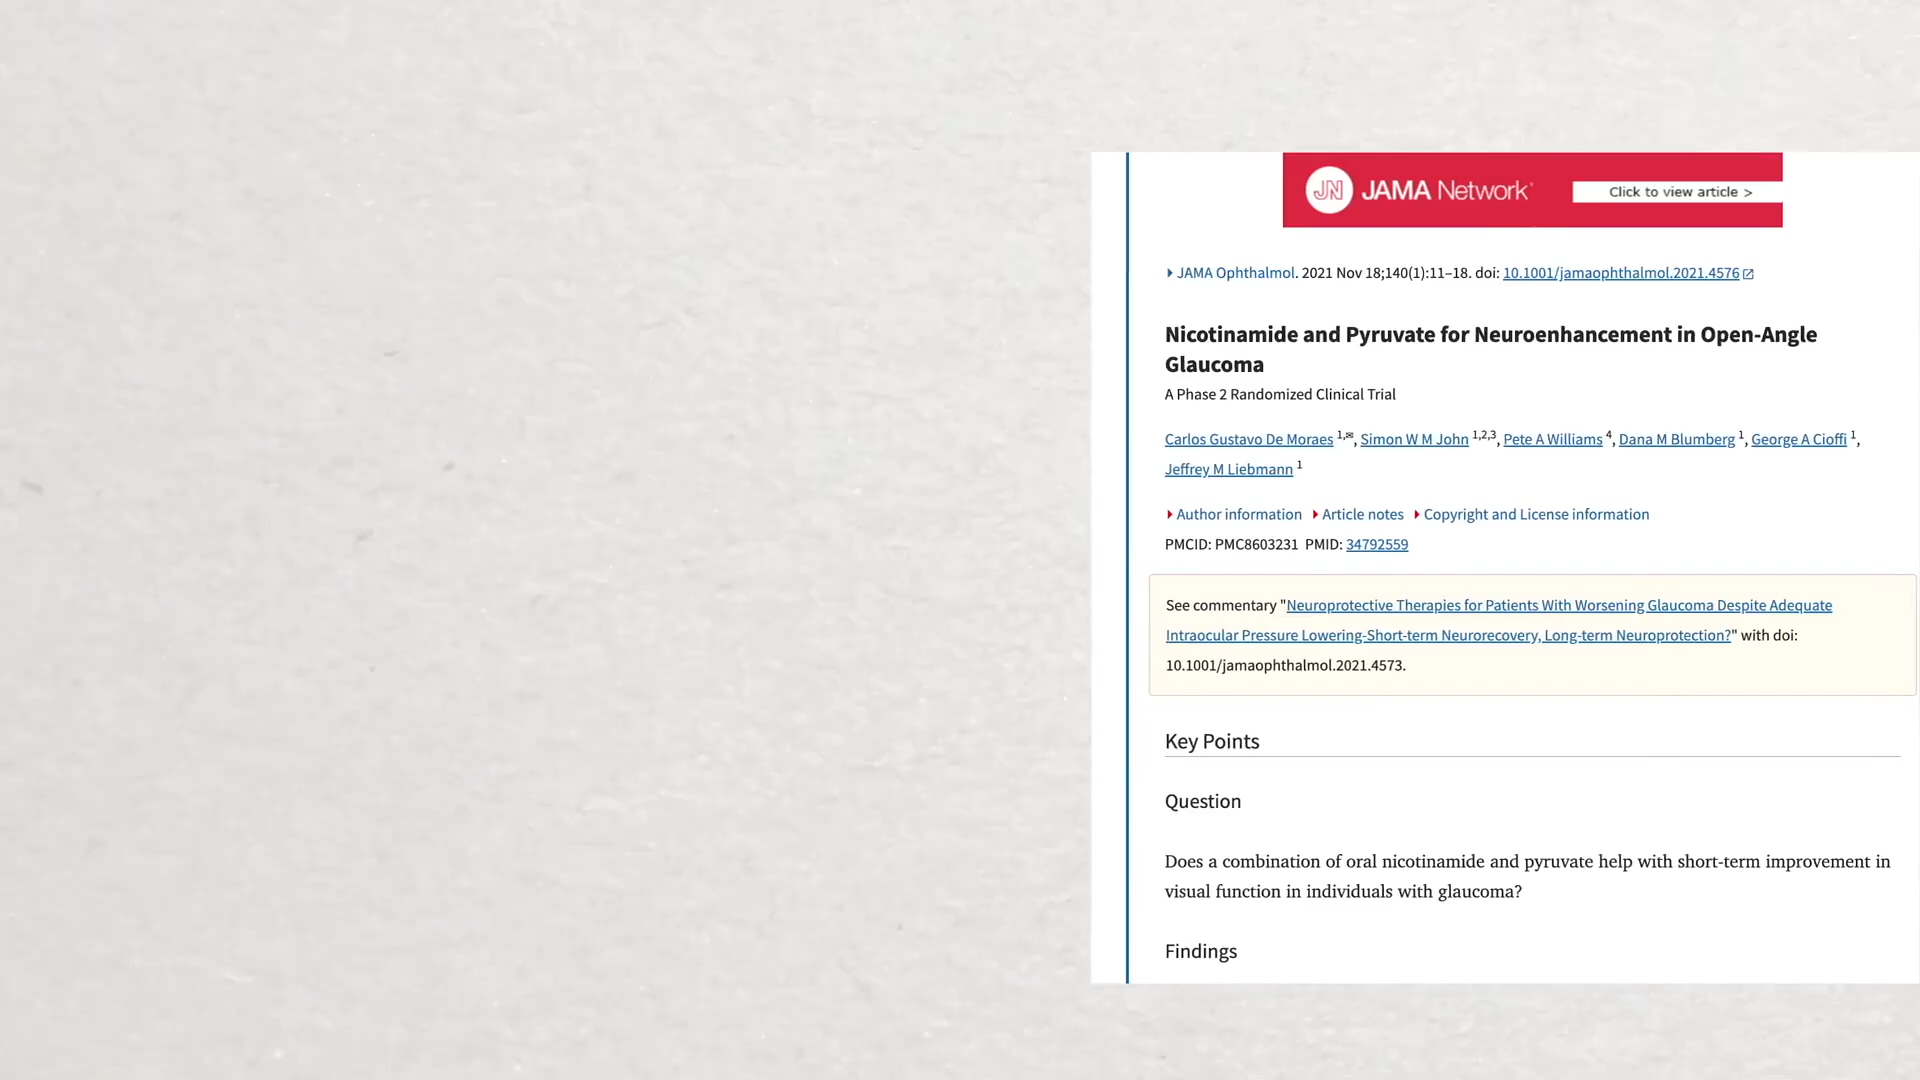 JN JAMA Network Click to view article >
JAMA Ophthalmol. 2021 Nov 18;140(1):11–18. doi: 10.1001/jamaophthalmol.2021.4576
Nicotinamide and Pyruvate for Neuroenhancement in Open-Angle
Glaucoma
A Phase 2 Randomized Clinical Trial
Carlos Gustavo De Moraes 1,✉, Simon W M John 1,2,3, Pete A Williams 4, Dana M Blumberg 1, George A Cioffi 1,
Jeffrey M Liebmann 1
Author information Article notes Copyright and License information
PMCID: PMC8603231 PMID: 34792559
See commentary "Neuroprotective Therapies for Patients With Worsening Glaucoma Despite Adequate
Intraocular Pressure Lowering-Short-term Neurorecovery, Long-term Neuroprotection?" with doi:
10.1001/jamaophthalmol.2021.4573.
Key Points
Question
Does a combination of oral nicotinamide and pyruvate help with short-term improvement in
visual function in individuals with glaucoma?
Findings